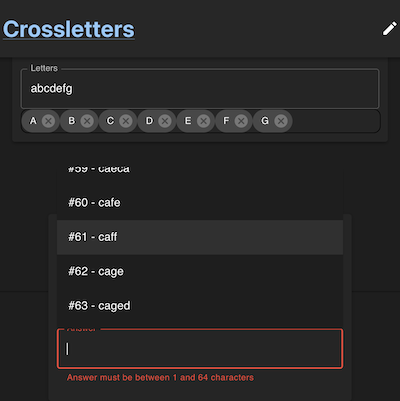 Crossletters
Letters
abcdefg
A B C D E F G
#59 - caeca
#60 - cafe
#61 - caff
#62 - cage
#63 - caged
Answer
Answer must be between 1 and 64 characters